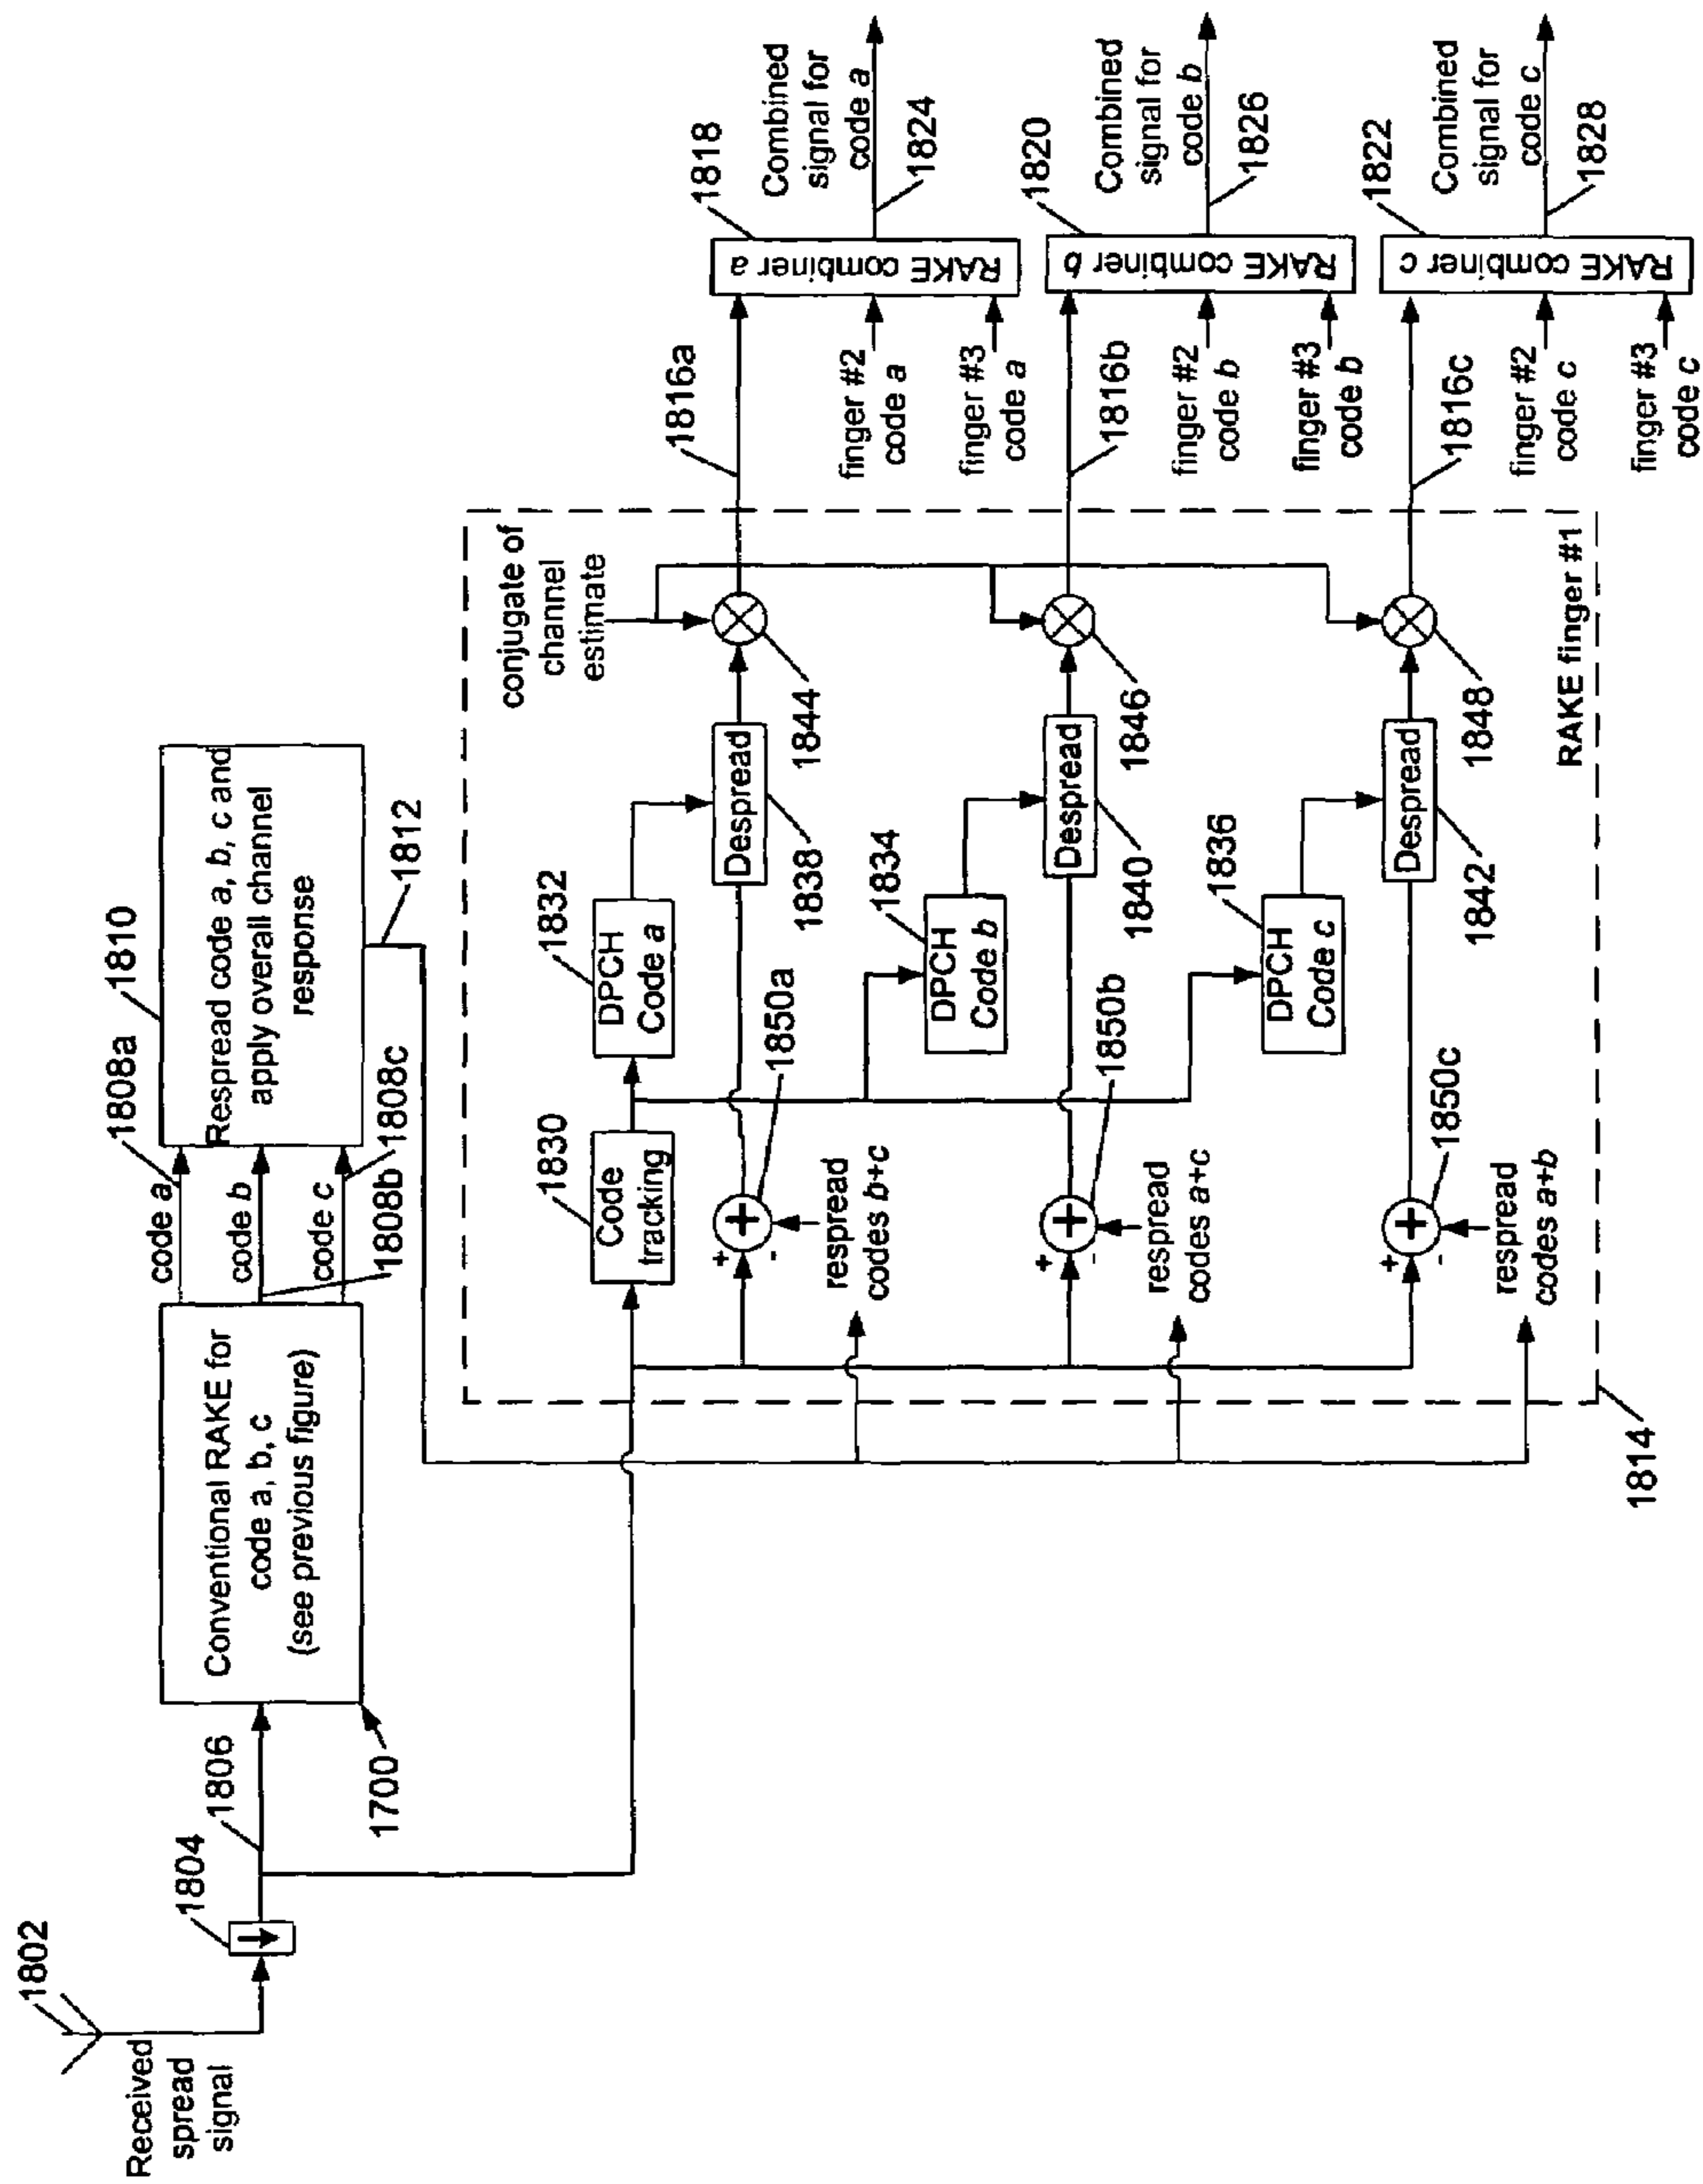 1802
Received
spread
signal
1804
1806
1700
Conventional RAKE for
code a, b, c
(see previous figure)
code a
code b
code c
1808a
1808b
1808c
1810
Respread code a, b, c and
apply overall channel
response
1812
1814
1830
Code
tracking
1832
DPCH
Code a
1838
Despread
conjugate of
channel
estimate
1844
1850a
+
+
-
respread
codes b+c
1834
DPCH
Code b
1840
Despread
1846
1850b
+
+
-
respread
codes a+c
1836
DPCH
Code c
1842
Despread
1848
1850c
+
+
-
respread
codes a+b
RAKE finger #1
1816a
finger #2
code a
finger #3
code a
1818
RAKE combiner a
Combined
signal for
code a
1824
1816b
finger #2
code b
finger #3
code b
1820
RAKE combiner b
Combined
signal for
code b
1826
1816c
finger #2
code c
finger #3
code c
1822
RAKE combiner c
Combined
signal for
code c
1828